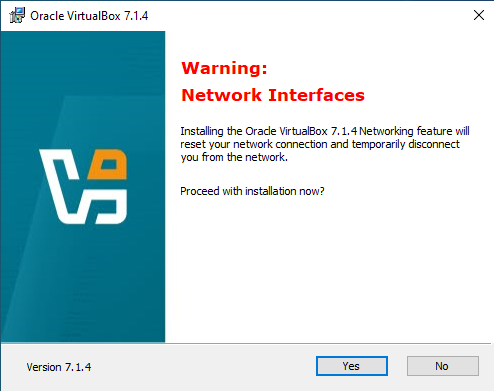 Oracle VirtualBox 7.1.4
Warning:
Network Interfaces
Installing the Oracle VirtualBox 7.1.4 Networking feature will
reset your network connection and temporarily disconnect
you from the network.
Proceed with installation now?
Version 7.1.4
Yes
No